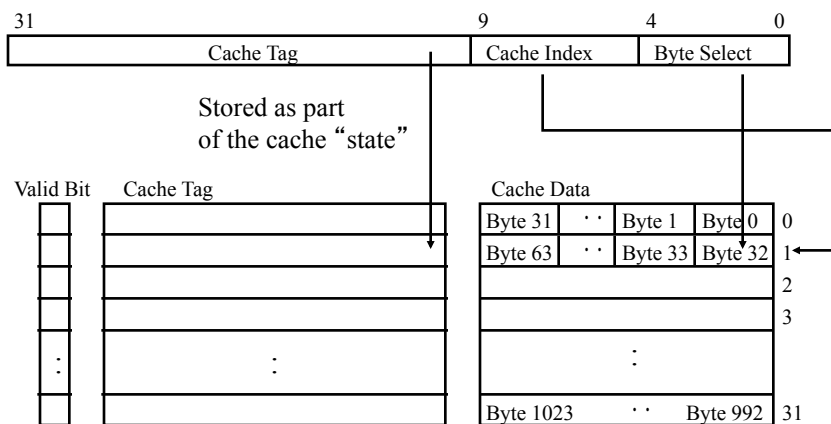 31 9 4 0
Cache Tag Cache Index Byte Select
Stored as part
of the cache “state”
Valid Bit Cache Tag Cache Data
Byte 31 · · Byte 1 Byte 0 0
Byte 63 · · Byte 33 Byte 32 1
2
3
: : :
Byte 1023 · · Byte 992 31